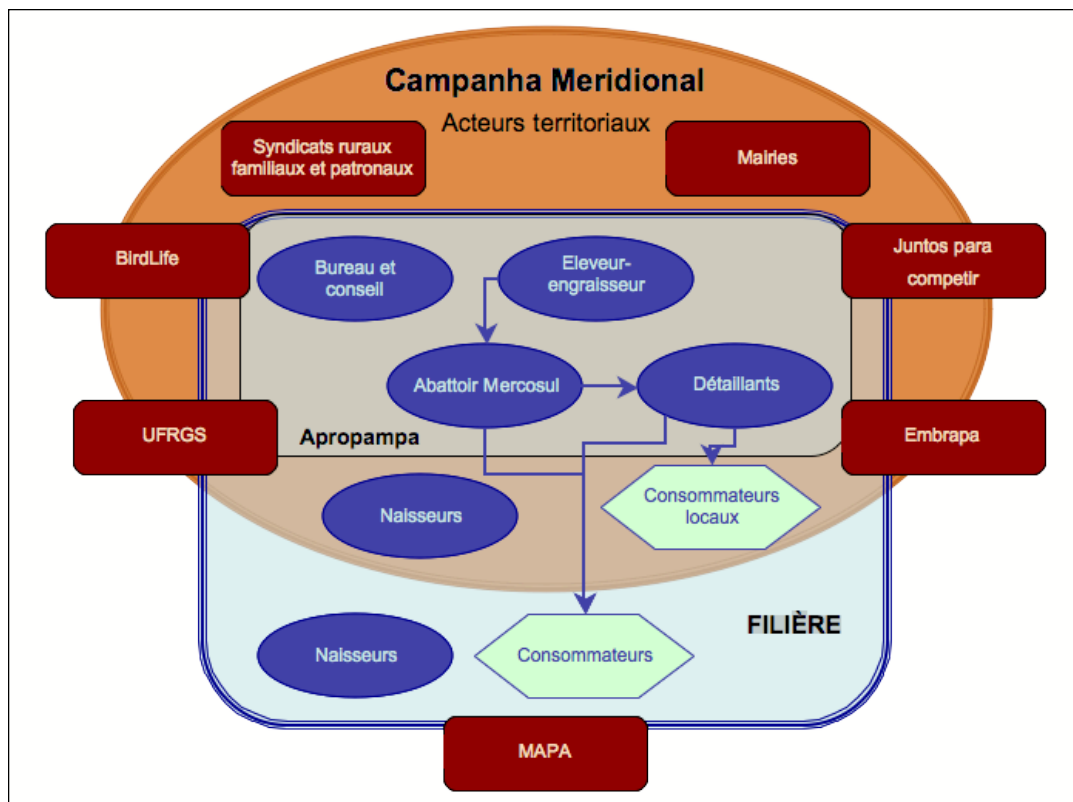 Campanha Meridional
Acteurs territoriaux
Syndicats ruraux
familiaux et patronaux
Mairies
BirdLife
Juntos para
competir
Bureau et
conseil
Eleveur-
engraisseur
Abattoir Mercosul
Détaillants
UFRGS
Apropampa
Embrapa
Naisseurs
Consommateurs
locaux
FILIÈRE
Naisseurs
Consommateurs
MAPA